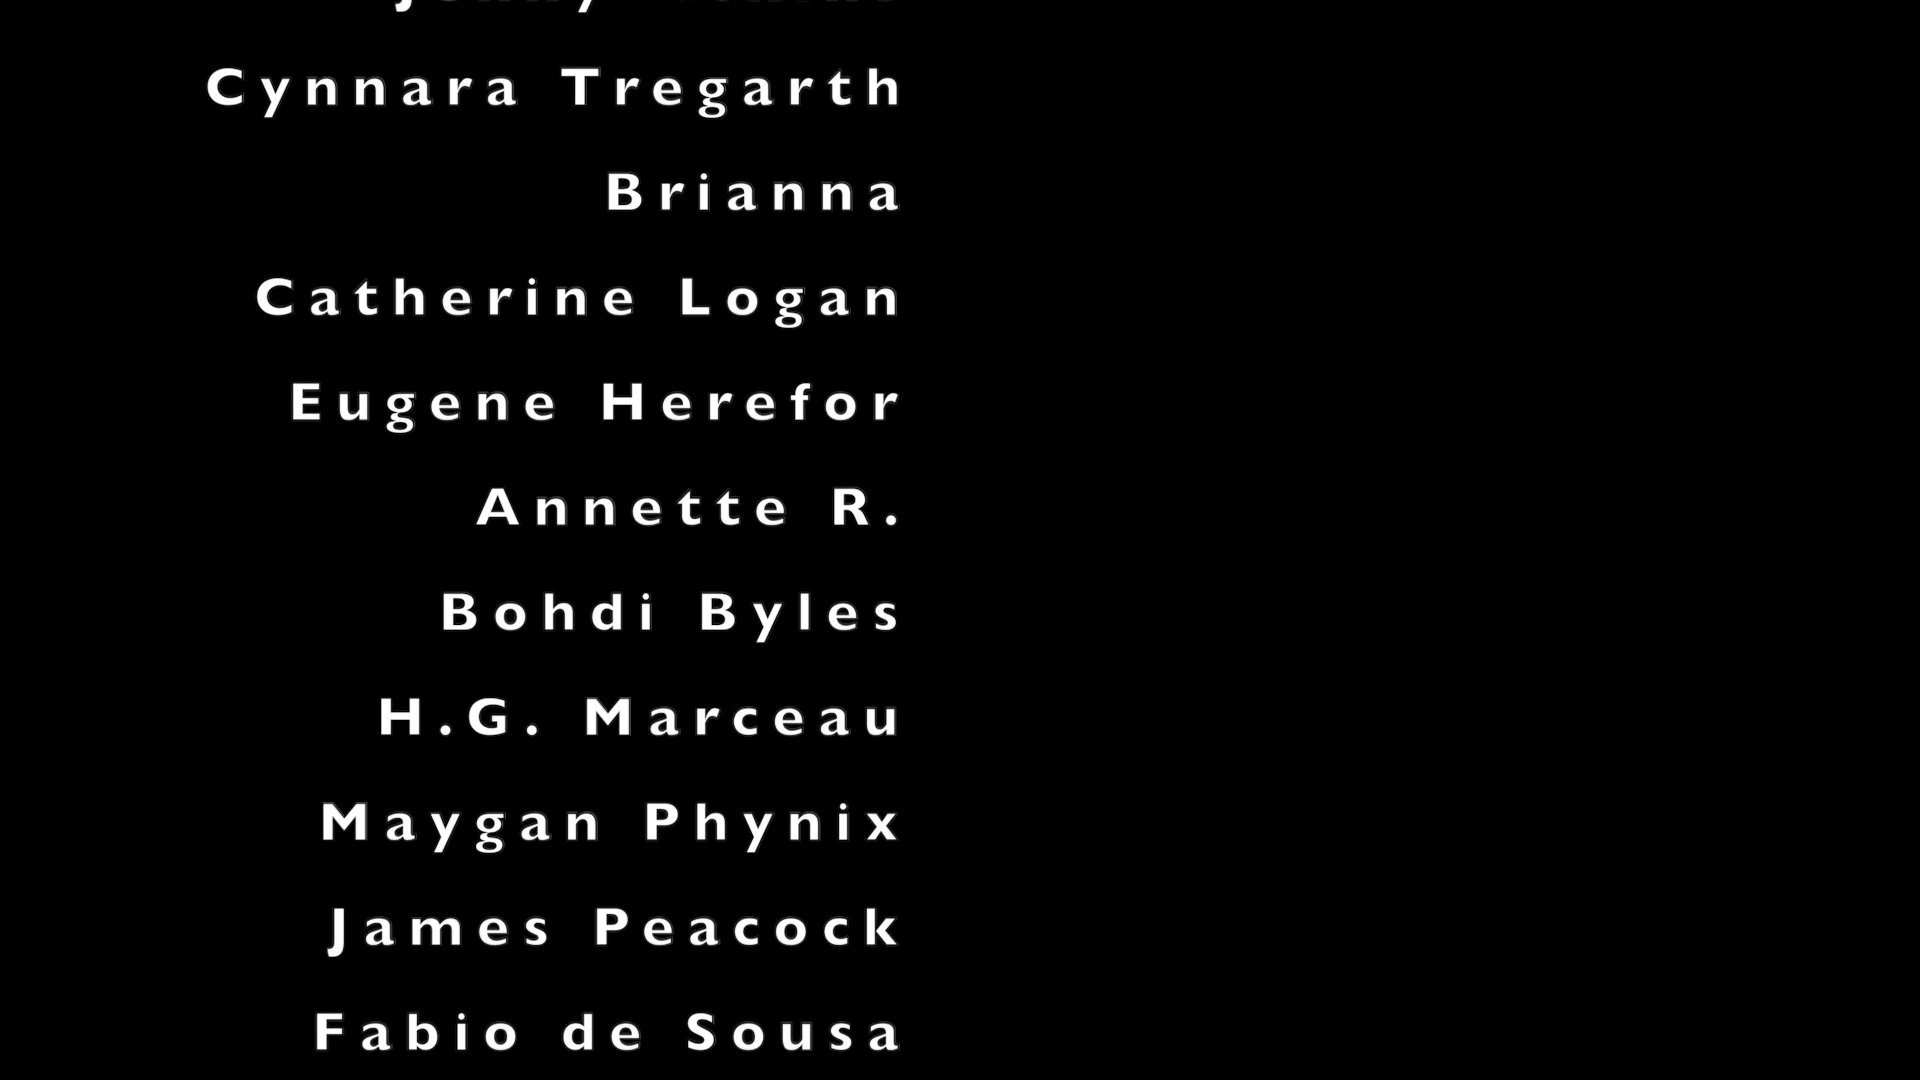 Cynnara Tregarth
Brianna
Catherine Logan
Eugene Herefor
Annette R.
Bohdi Byles
H.G. Marceau
Maygan Phynix
James Peacock
Fabio de Sousa